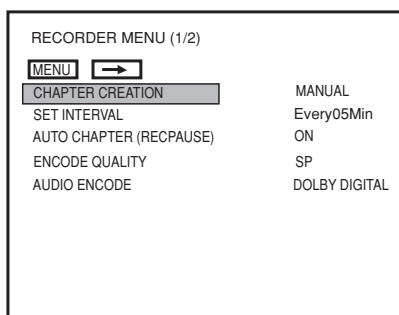 RECORDER MENU (1/2)
MENU →
CHAPTER CREATION MANUAL
SET INTERVAL Every05Min
AUTO CHAPTER (RECPAUSE) ON
ENCODE QUALITY SP
AUDIO ENCODE DOLBY DIGITAL